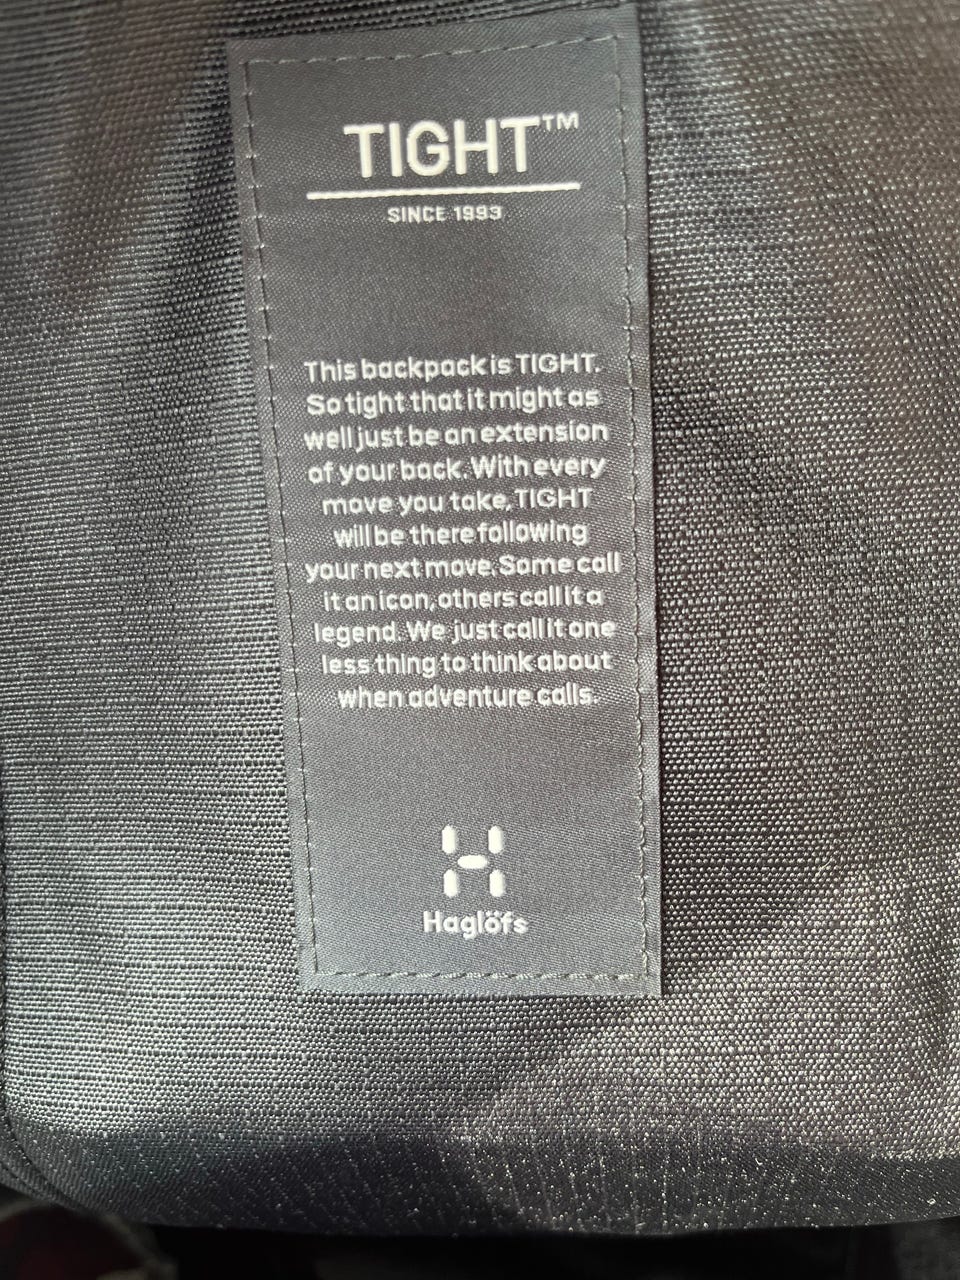 TIGHT™
SINCE 1993
This backpack is TIGHT.
So tight that it might as
well just be an extension
of your back. With every
move you take, TIGHT
will be there following
your next move. Some call
it an icon, others call it a
legend. We just call it one
less thing to think about
when adventure calls.
Haglöfs